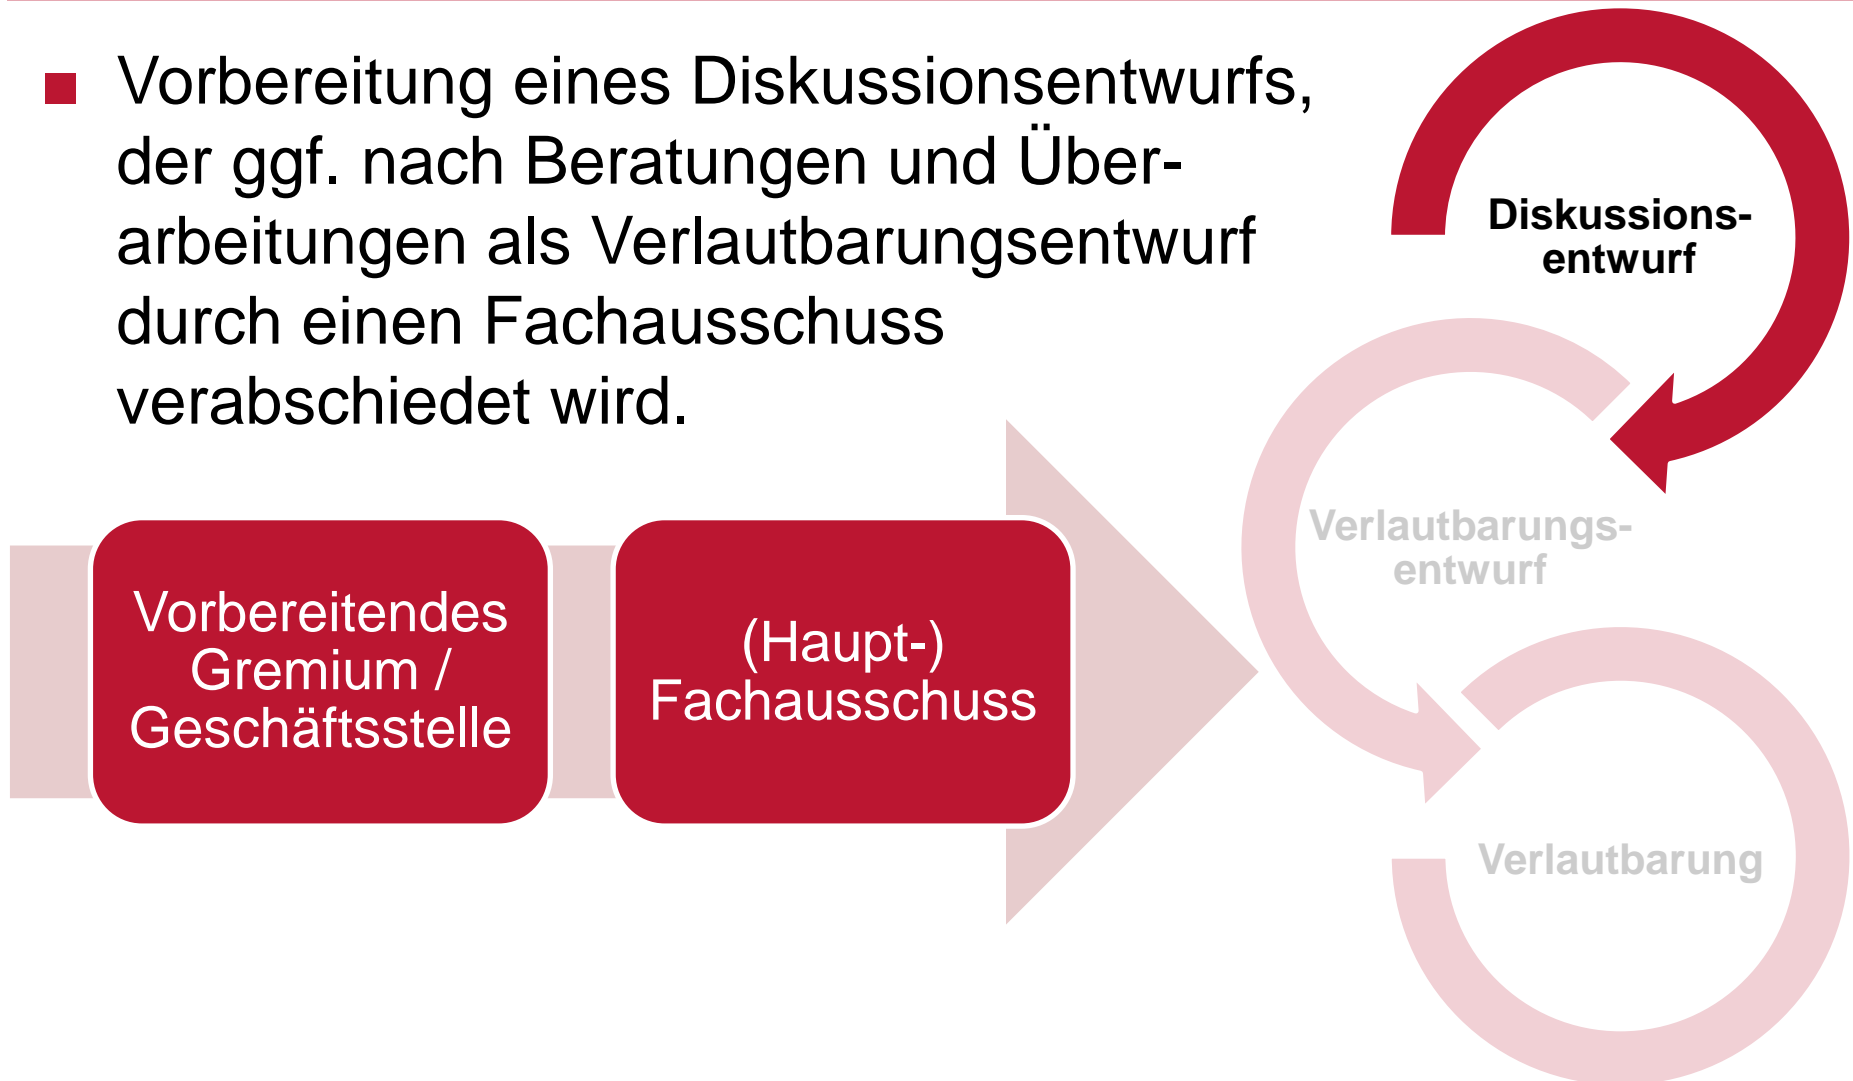 Vorbereitung eines Diskussionsentwurfs,
der ggf. nach Beratungen und Über-
arbeitungen als Verlautbarungsentwurf
durch einen Fachausschuss
verabschiedet wird.
Vorbereitendes
Gremium /
Geschäftsstelle
(Haupt-)
Fachausschuss
Diskussions-
entwurf
Verlautbarungs-
entwurf
Verlautbarung